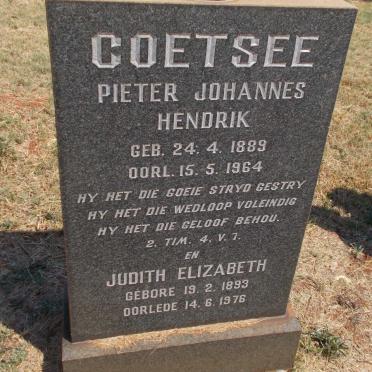 COETSEE
PIETER JOHANNES
HENDRIK
GEB. 24. 4. 1889
OORL. 15. 5. 1964
HY HET DIE GOEIE STRYD GESTRY
HY HET DIE WEDLOOP VOLEINDIG
HY HET DIE GELOOF BEHOU.
2. TIM. 4. V. 7.
EN
JUDITH ELIZABETH
GEBORE 19. 2. 1893
OORLEDE 14. 6. 1976